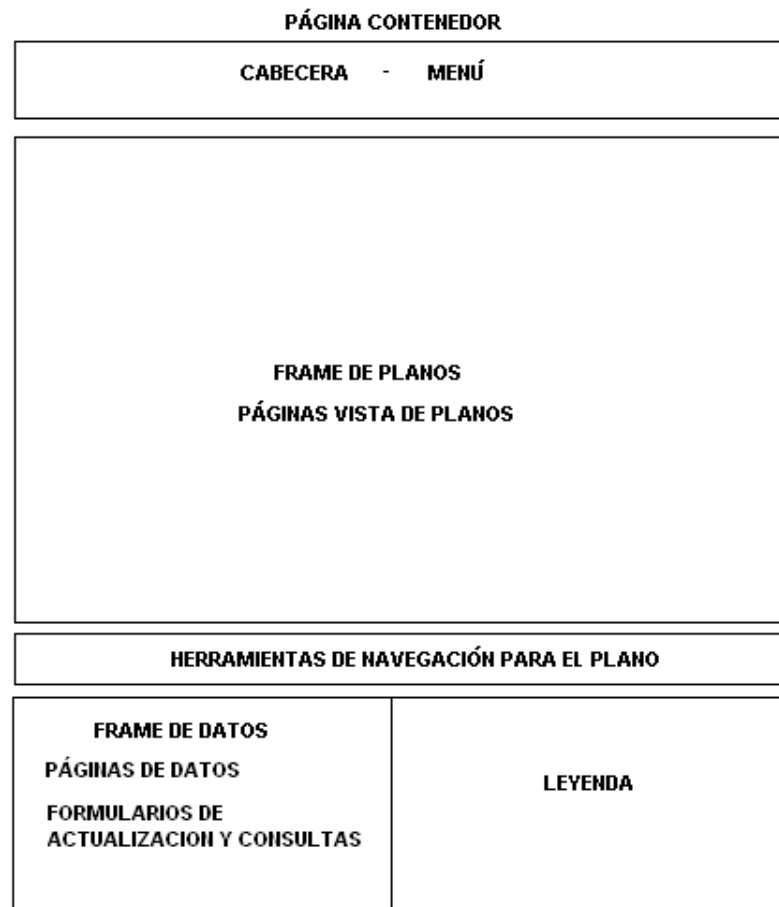 PÁGINA CONTENEDOR
CABECERA - MENÚ
FRAME DE PLANOS
PÁGINAS VISTA DE PLANOS
HERRAMIENTAS DE NAVEGACIÓN PARA EL PLANO
FRAME DE DATOS
PÁGINAS DE DATOS
FORMULARIOS DE
ACTUALIZACION Y CONSULTAS
LEYENDA